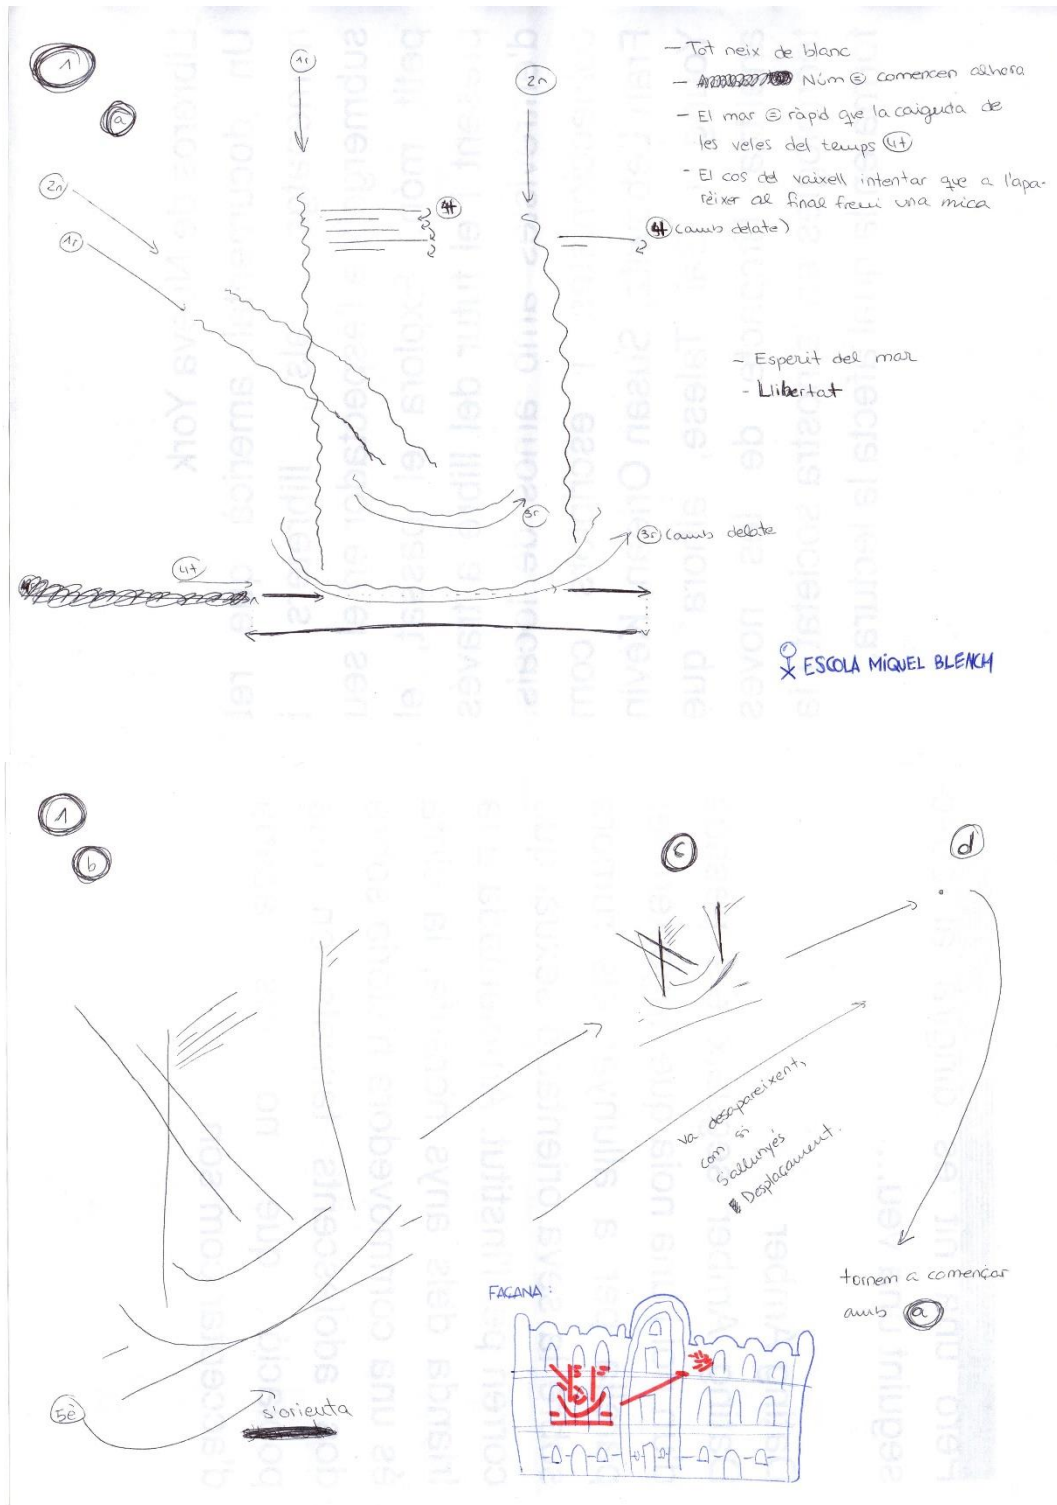 1
a
1r
2n
2n
1r
4t
4t (amb delate)
3r
3r (amb delate
4t
- Tot neix de blanc
- Núm ⊜ comencen alhora
- El mar ⊜ ràpid que la caiguda de
les veles del temps 4t
- El cos del vaixell intentar que a l'apa-
rèixer al final freni una mica
- Esperit del mar
- Llibertat
ESCOLA MIQUEL BLENCH
1
b
c
d
va desapareixent,
com si
s'allunyés
Desplaçament.
tornem a començar
amb a
5è
s'orienta
FAÇANA: